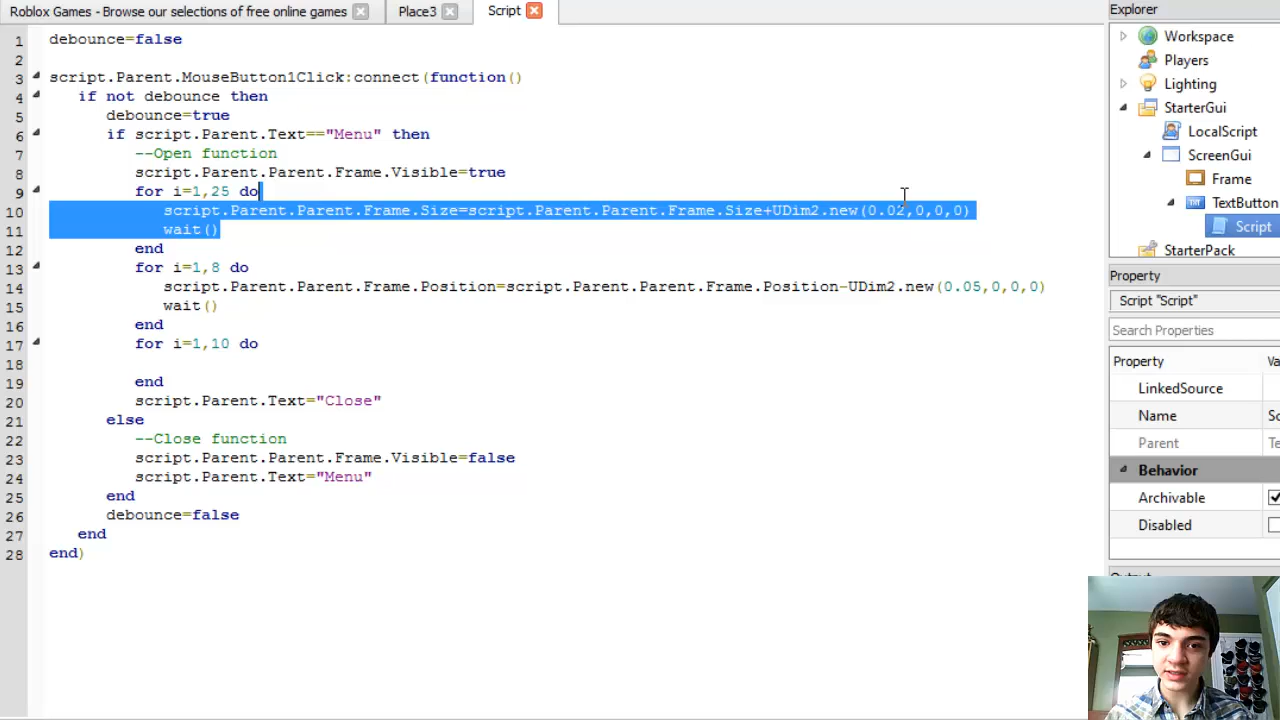 Roblox Games - Browse our selections of free online games
Place3
Script
Explorer
1 debounce=false
2
3 script.Parent.MouseButton1Click:connect(function()
4 if not debounce then
5 debounce=true
6 if script.Parent.Text=="Menu" then
7 --Open function
8 script.Parent.Parent.Frame.Visible=true
9 for i=1,25 do
10 script.Parent.Parent.Frame.Size=script.Parent.Parent.Frame.Size+UDim2.new(0.02,0,0,0)
11 wait()
12 end
13 for i=1,8 do
14 script.Parent.Parent.Frame.Position=script.Parent.Parent.Frame.Position-UDim2.new(0.05,0,0,0)
15 wait()
16 end
17 for i=1,10 do
18
19 end
20 script.Parent.Text="Close"
21 else
22 --Close function
23 script.Parent.Parent.Frame.Visible=false
24 script.Parent.Text="Menu"
25 end
26 debounce=false
27 end
28 end)
Workspace
Players
Lighting
StarterGui
LocalScript
ScreenGui
Frame
TXT TextButton
Script
StarterPack
Property
Script "Script"
Search Properties
Property Va
LinkedSource
Name Sc
Parent Te
Behavior
Archivable
Disabled